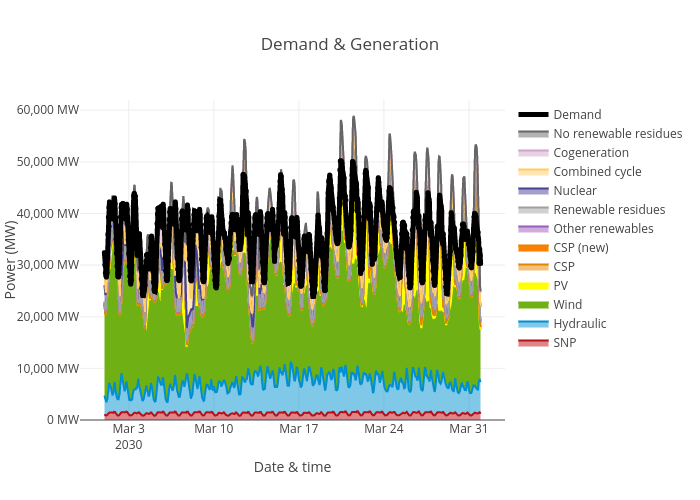 Demand & Generation
60,000 MW
50,000 MW
40,000 MW
30,000 MW
20,000 MW
10,000 MW
0 MW
Power (MW)
Mar 3
2030
Mar 10
Mar 17
Mar 24
Mar 31
Date & time
Demand
No renewable residues
Cogeneration
Combined cycle
Nuclear
Renewable residues
Other renewables
CSP (new)
CSP
PV
Wind
Hydraulic
SNP